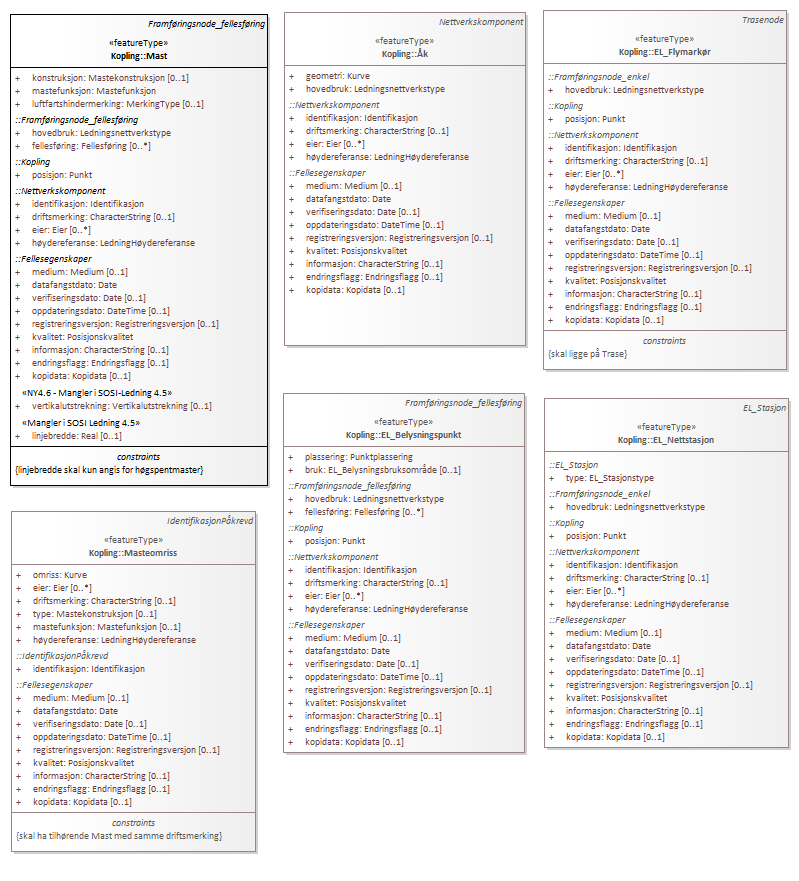 Framføringsnode_fellesføring
«featureType»
Kopling::Mast
+ konstruksjon: Mastekonstruksjon [0..1]
+ mastefunksjon: Mastefunksjon
+ luftfartshindermerking: MerkingType [0..1]
::Framføringsnode_fellesføring
+ hovedbruk: Ledningsnettverkstype
+ fellesføring: Fellesføring [0..*]
::Kopling
+ posisjon: Punkt
::Nettverkskomponent
+ identifikasjon: Identifikasjon
+ driftsmerking: CharacterString [0..1]
+ eier: Eier [0..*]
+ høydereferanse: LedningHøydereferanse
::Fellesegenskaper
+ medium: Medium [0..1]
+ datafangstdato: Date
+ verifiseringsdato: Date [0..1]
+ oppdateringsdato: DateTime [0..1]
+ registreringsversjon: Registreringsversjon [0..1]
+ kvalitet: Posisjonskvalitet
+ informasjon: CharacterString [0..1]
+ endringsflagg: Endringsflagg [0..1]
+ kopidata: Kopidata [0..1]
«NY4.6 - Mangler i SOSI-Ledning 4.5»
+ vertikalutstrekning: Vertikalutstrekning [0..1]
«Mangler i SOSI Ledning 4.5»
+ linjebredde: Real [0..1]
constraints
{linjebredde skal kun angis for høgspentmaster}
Nettverkskomponent
«featureType»
Kopling::Åk
+ geometri: Kurve
+ hovedbruk: Ledningsnettverkstype
::Nettverkskomponent
+ identifikasjon: Identifikasjon
+ driftsmerking: CharacterString [0..1]
+ eier: Eier [0..*]
+ høydereferanse: LedningHøydereferanse
::Fellesegenskaper
+ medium: Medium [0..1]
+ datafangstdato: Date
+ verifiseringsdato: Date [0..1]
+ oppdateringsdato: DateTime [0..1]
+ registreringsversjon: Registreringsversjon [0..1]
+ kvalitet: Posisjonskvalitet
+ informasjon: CharacterString [0..1]
+ endringsflagg: Endringsflagg [0..1]
+ kopidata: Kopidata [0..1]
Trasenode
«featureType»
Kopling::EL_Flymarkør
::Framføringsnode_enkel
+ hovedbruk: Ledningsnettverkstype
::Kopling
+ posisjon: Punkt
::Nettverkskomponent
+ identifikasjon: Identifikasjon
+ driftsmerking: CharacterString [0..1]
+ eier: Eier [0..*]
+ høydereferanse: LedningHøydereferanse
::Fellesegenskaper
+ medium: Medium [0..1]
+ datafangstdato: Date
+ verifiseringsdato: Date [0..1]
+ oppdateringsdato: DateTime [0..1]
+ registreringsversjon: Registreringsversjon [0..1]
+ kvalitet: Posisjonskvalitet
+ informasjon: CharacterString [0..1]
+ endringsflagg: Endringsflagg [0..1]
+ kopidata: Kopidata [0..1]
constraints
{skal ligge på Trase}
IdentifikasjonPåkrevd
«featureType»
Kopling::Masteomriss
+ omriss: Kurve
+ eier: Eier [0..*]
+ driftsmerking: CharacterString [0..1]
+ type: Mastekonstruksjon [0..1]
+ mastefunksjon: Mastefunksjon [0..1]
+ høydereferanse: LedningHøydereferanse
::IdentifikasjonPåkrevd
+ identifikasjon: Identifikasjon
::Fellesegenskaper
+ medium: Medium [0..1]
+ datafangstdato: Date
+ verifiseringsdato: Date [0..1]
+ oppdateringsdato: DateTime [0..1]
+ registreringsversjon: Registreringsversjon [0..1]
+ kvalitet: Posisjonskvalitet
+ informasjon: CharacterString [0..1]
+ endringsflagg: Endringsflagg [0..1]
+ kopidata: Kopidata [0..1]
constraints
{skal ha tilhørende Mast med samme driftsmerking}
Framføringsnode_fellesføring
«featureType»
Kopling::EL_Belysningspunkt
+ plassering: Punktplassering
+ bruk: EL_Belysningsbruksområde [0..1]
::Framføringsnode_fellesføring
+ hovedbruk: Ledningsnettverkstype
+ fellesføring: Fellesføring [0..*]
::Kopling
+ posisjon: Punkt
::Nettverkskomponent
+ identifikasjon: Identifikasjon
+ driftsmerking: CharacterString [0..1]
+ eier: Eier [0..*]
+ høydereferanse: LedningHøydereferanse
::Fellesegenskaper
+ medium: Medium [0..1]
+ datafangstdato: Date
+ verifiseringsdato: Date [0..1]
+ oppdateringsdato: DateTime [0..1]
+ registreringsversjon: Registreringsversjon [0..1]
+ kvalitet: Posisjonskvalitet
+ informasjon: CharacterString [0..1]
+ endringsflagg: Endringsflagg [0..1]
+ kopidata: Kopidata [0..1]
EL_Stasjon
«featureType»
Kopling::EL_Nettstasjon
::EL_Stasjon
+ type: EL_Stasjonstype
::Framføringsnode_enkel
+ hovedbruk: Ledningsnettverkstype
::Kopling
+ posisjon: Punkt
::Nettverkskomponent
+ identifikasjon: Identifikasjon
+ driftsmerking: CharacterString [0..1]
+ eier: Eier [0..*]
+ høydereferanse: LedningHøydereferanse
::Fellesegenskaper
+ medium: Medium [0..1]
+ datafangstdato: Date
+ verifiseringsdato: Date [0..1]
+ oppdateringsdato: DateTime [0..1]
+ registreringsversjon: Registreringsversjon [0..1]
+ kvalitet: Posisjonskvalitet
+ informasjon: CharacterString [0..1]
+ endringsflagg: Endringsflagg [0..1]
+ kopidata: Kopidata [0..1]